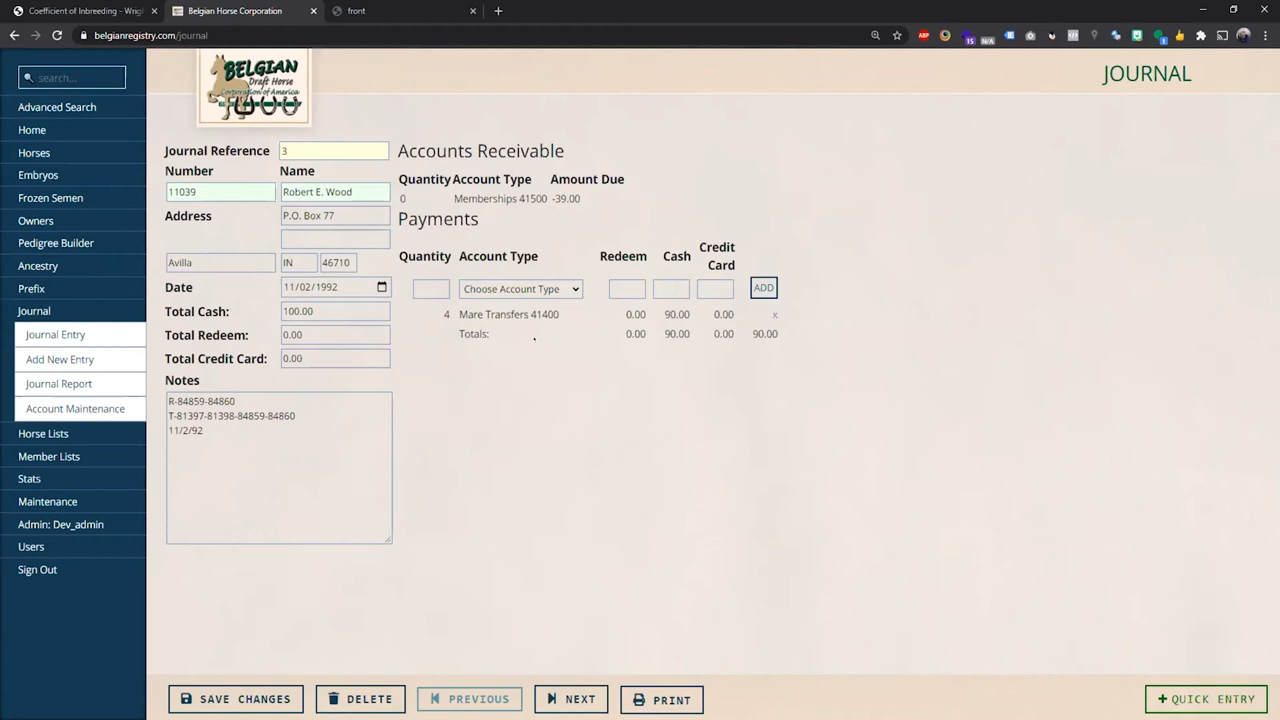 Coefficient of Inbreeding - Wrig
Belgian Horse Corporation
front
belgianregistry.com/journal
search...
Advanced Search
Home
Horses
Embryos
Frozen Semen
Owners
Pedigree Builder
Ancestry
Prefix
Journal
Journal Entry
Add New Entry
Journal Report
Account Maintenance
Horse Lists
Member Lists
Stats
Maintenance
Admin: Dev_admin
Users
Sign Out
BELGIAN
Draft Horse
Corporation of America
JOURNAL
Journal Reference 3
Number Name
11039 Robert E. Wood
Address P.O. Box 77
Avilla IN 46710
Date 11/02/1992
Total Cash: 100.00
Total Redeem: 0.00
Total Credit Card: 0.00
Notes
R-84859-84860
T-81397-81398-84859-84860
11/2/92
Accounts Receivable
Quantity Account Type Amount Due
0 Memberships 41500 -39.00
Payments
Quantity Account Type Redeem Cash Credit Card
Choose Account Type ADD
4 Mare Transfers 41400 0.00 90.00 0.00 x
Totals: 0.00 90.00 0.00 90.00
SAVE CHANGES DELETE PREVIOUS NEXT PRINT + QUICK ENTRY